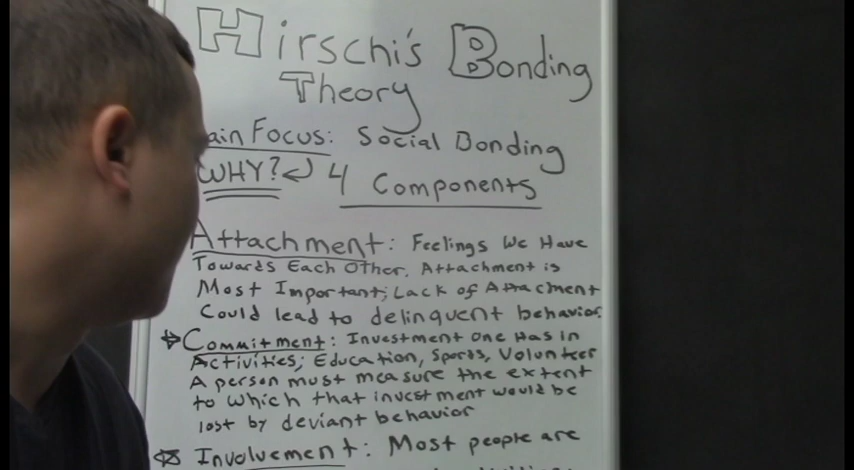 Hirschi's Bonding
Theory
ain Focus: Social Bonding
WHY? 4 Components
Attachment: Feelings We Have
Towards Each Other. Attachment is
Most Important; Lack of Attacment
Could lead to delinquent behavior.
Commitment: Investment one Has in
Activities; Education, Sports, Volunteer
A person must measure the extent
to which that investment would be
lost by deviant behavior
Involvement: Most people are